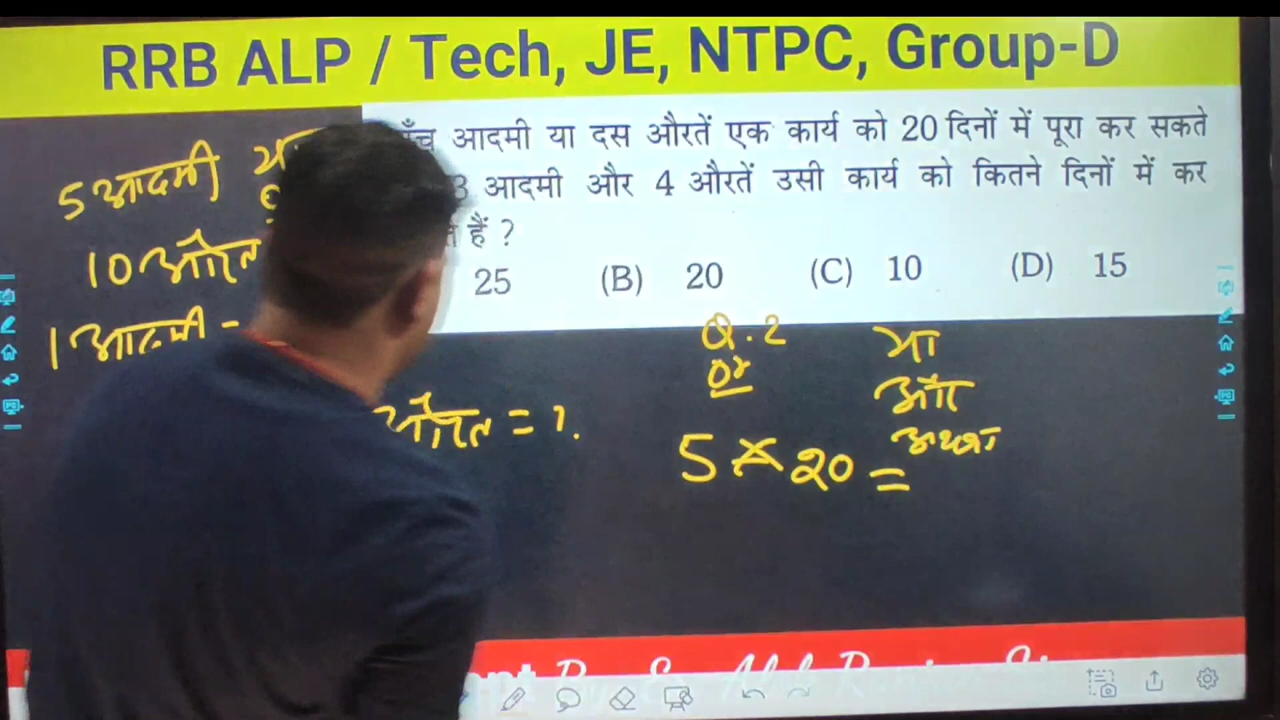 RRB ALP / Tech, JE, NTPC, Group-D
आदमी या दस औरतें एक कार्य को 20 दिनों में पूरा कर सकते
3 आदमी और 4 औरतें उसी कार्य को कितने दिनों में कर
हैं ?
25 (B) 20 (C) 10 (D) 15
5 आदमी
10 औरत
1 आदमी -
औरत = ?
Q.2
or
या
और
अथवा
5 × 20 =